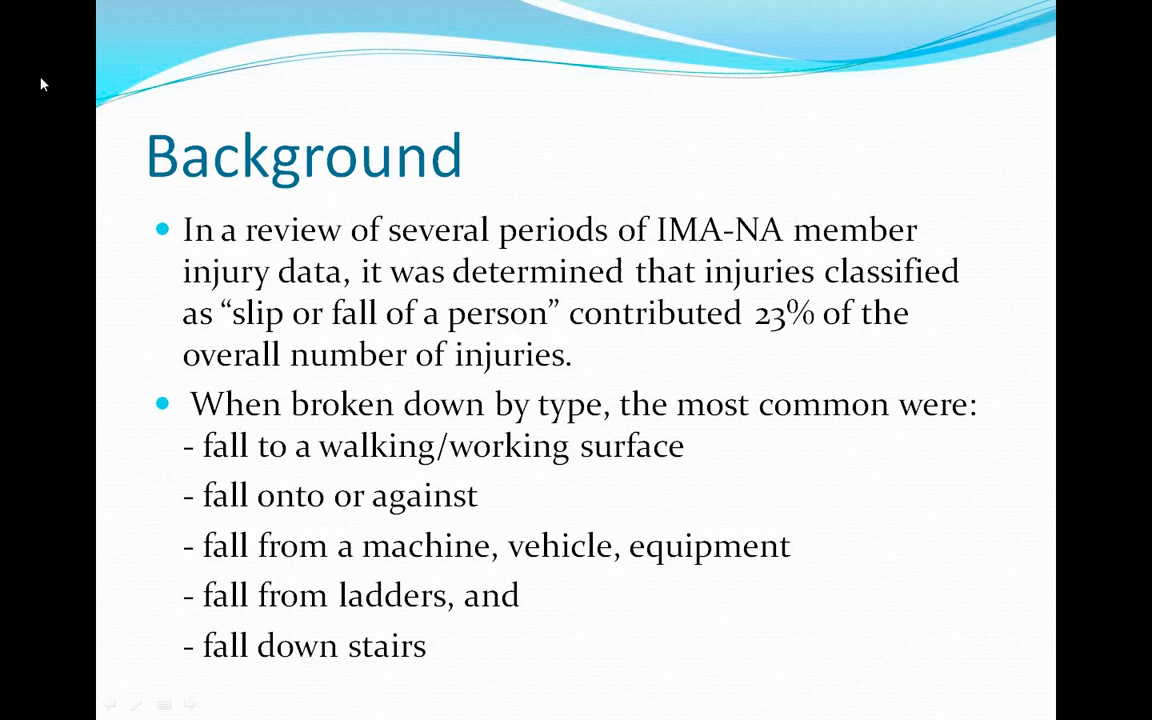 Background
• In a review of several periods of IMA-NA member
injury data, it was determined that injuries classified
as “slip or fall of a person” contributed 23% of the
overall number of injuries.
• When broken down by type, the most common were:
- fall to a walking/working surface
- fall onto or against
- fall from a machine, vehicle, equipment
- fall from ladders, and
- fall down stairs